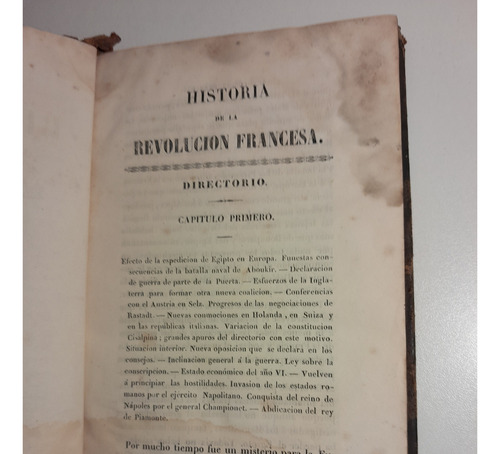 HISTORIA
DE LA
REVOLUCION FRANCESA.
DIRECTORIO.
CAPITULO PRIMERO.
Efecto de la espedicion de Egipto en Europa. Funestas con-
secuencias de la batalla naval de Aboukir. — Declaracion
de guerra de parte de la Puerta. — Esfuerzos de la Ingla-
terra para formar otra nueva coalicion. — Conferencias
con el Austria en Selz. Progresos de las negociaciones de
Rastadt. — Nuevas conmociones en Holanda, en Suiza y
en las repúblicas italianas. Variacion de la constitucion
Cisalpina; grandes apuros del directorio con este motivo.
Situacion interior. Nueva oposicion que se declara en los
consejos. — Inclinacion general á la guerra. Ley sobre la
conscripcion. — Estado económico del año VI. — Vuelven
á principiar las hostilidades. Invasion de los estados ro-
manos por el ejercito Napolitano. Conquista del reino de
Nápoles por el general Championet. — Abdicacion del rey
de Piamonte.
Por mucho tiempo fue un misterio para la